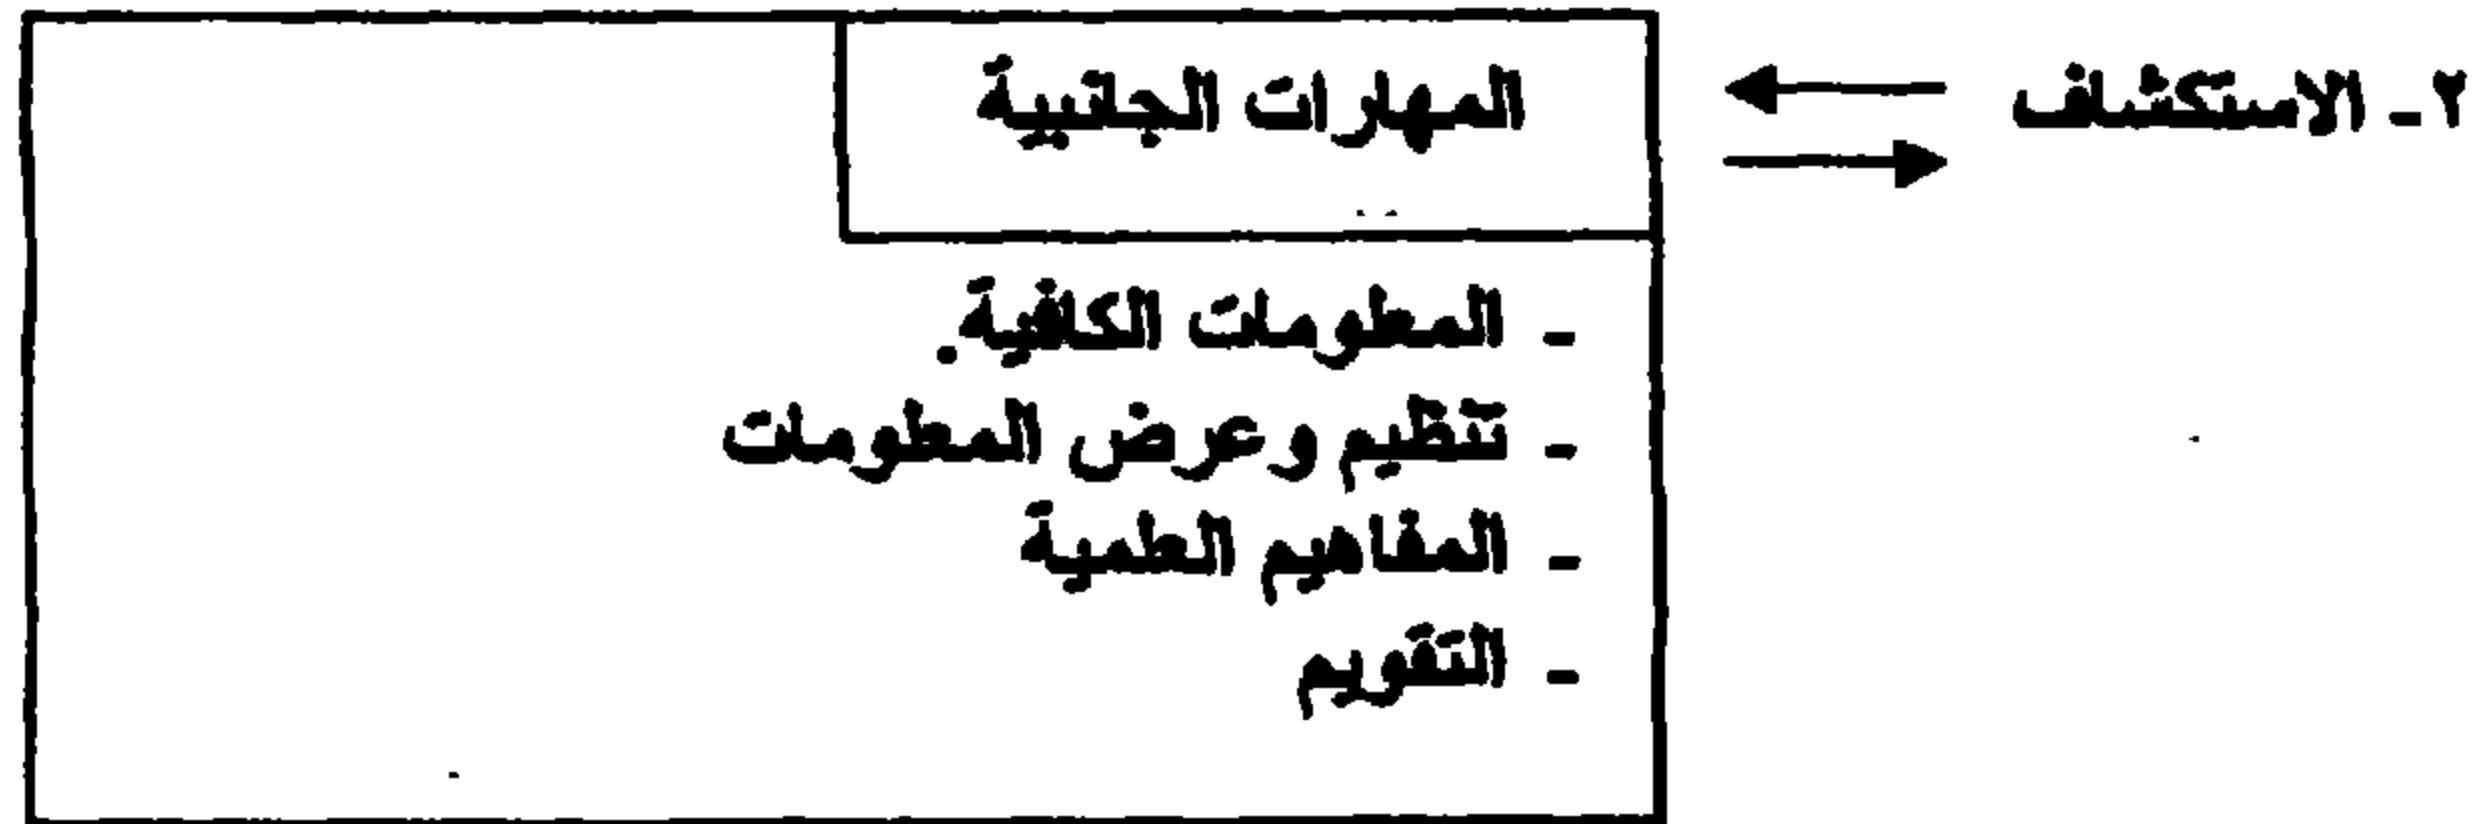 ٢ - الاستكشاف
المهارات الجانبية
- المعلومات الكافية.
- تنظيم وعرض المعلومات
- المفاهيم العلمية
- التقويم